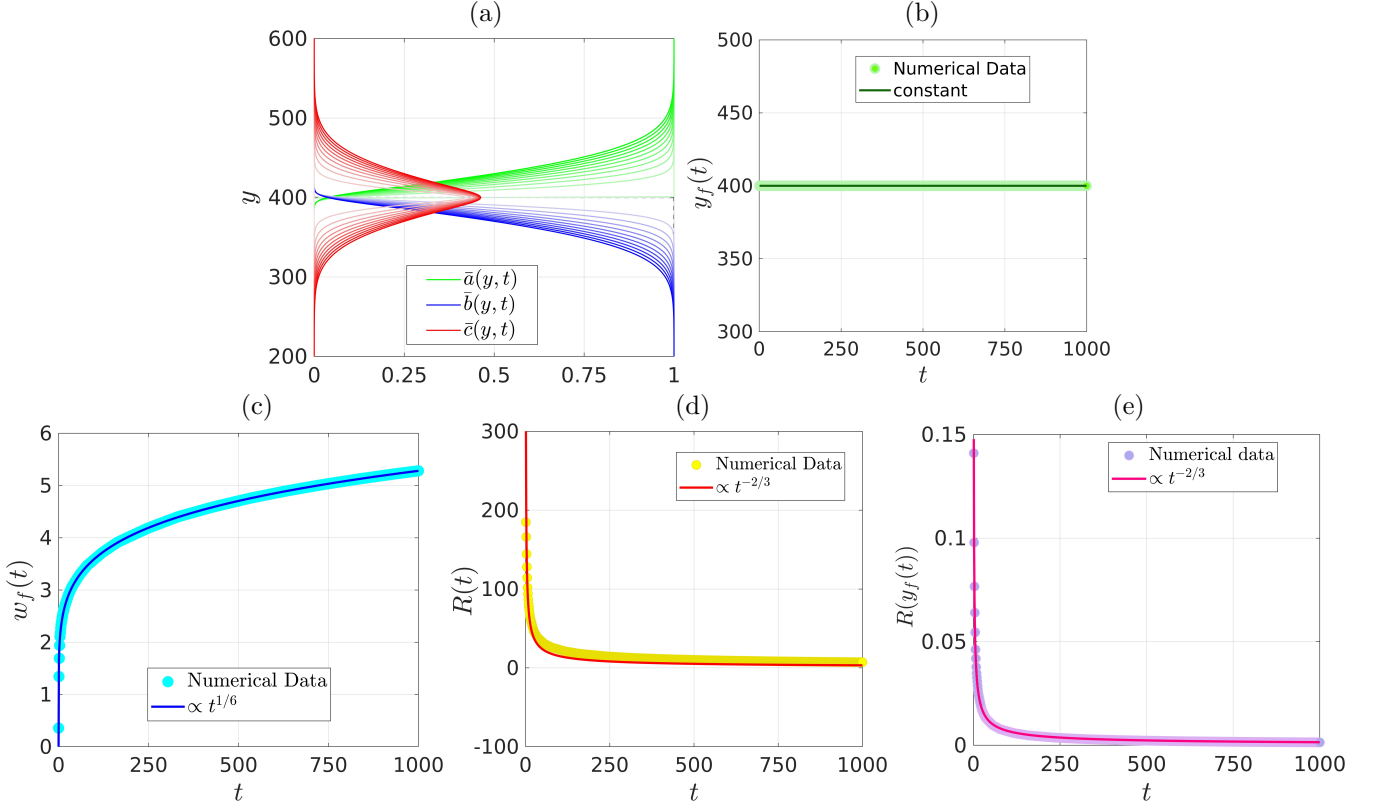 (a)
600
500
400
300
200
y
ā(y, t)
b̄(y, t)
c̄(y, t)
0 0.25 0.5 0.75 1
(b)
500
450
400
350
300
y_f(t)
Numerical Data
constant
0 250 500 750 1000
t
(c)
6
5
4
3
2
1
0
w_f(t)
Numerical Data
∝ t^{1/6}
0 250 500 750 1000
t
(d)
300
200
100
0
-100
R(t)
Numerical Data
∝ t^{-2/3}
0 250 500 750 1000
t
(e)
0.15
0.1
0.05
0
R(y_f(t))
Numerical data
∝ t^{-2/3}
0 250 500 750 1000
t